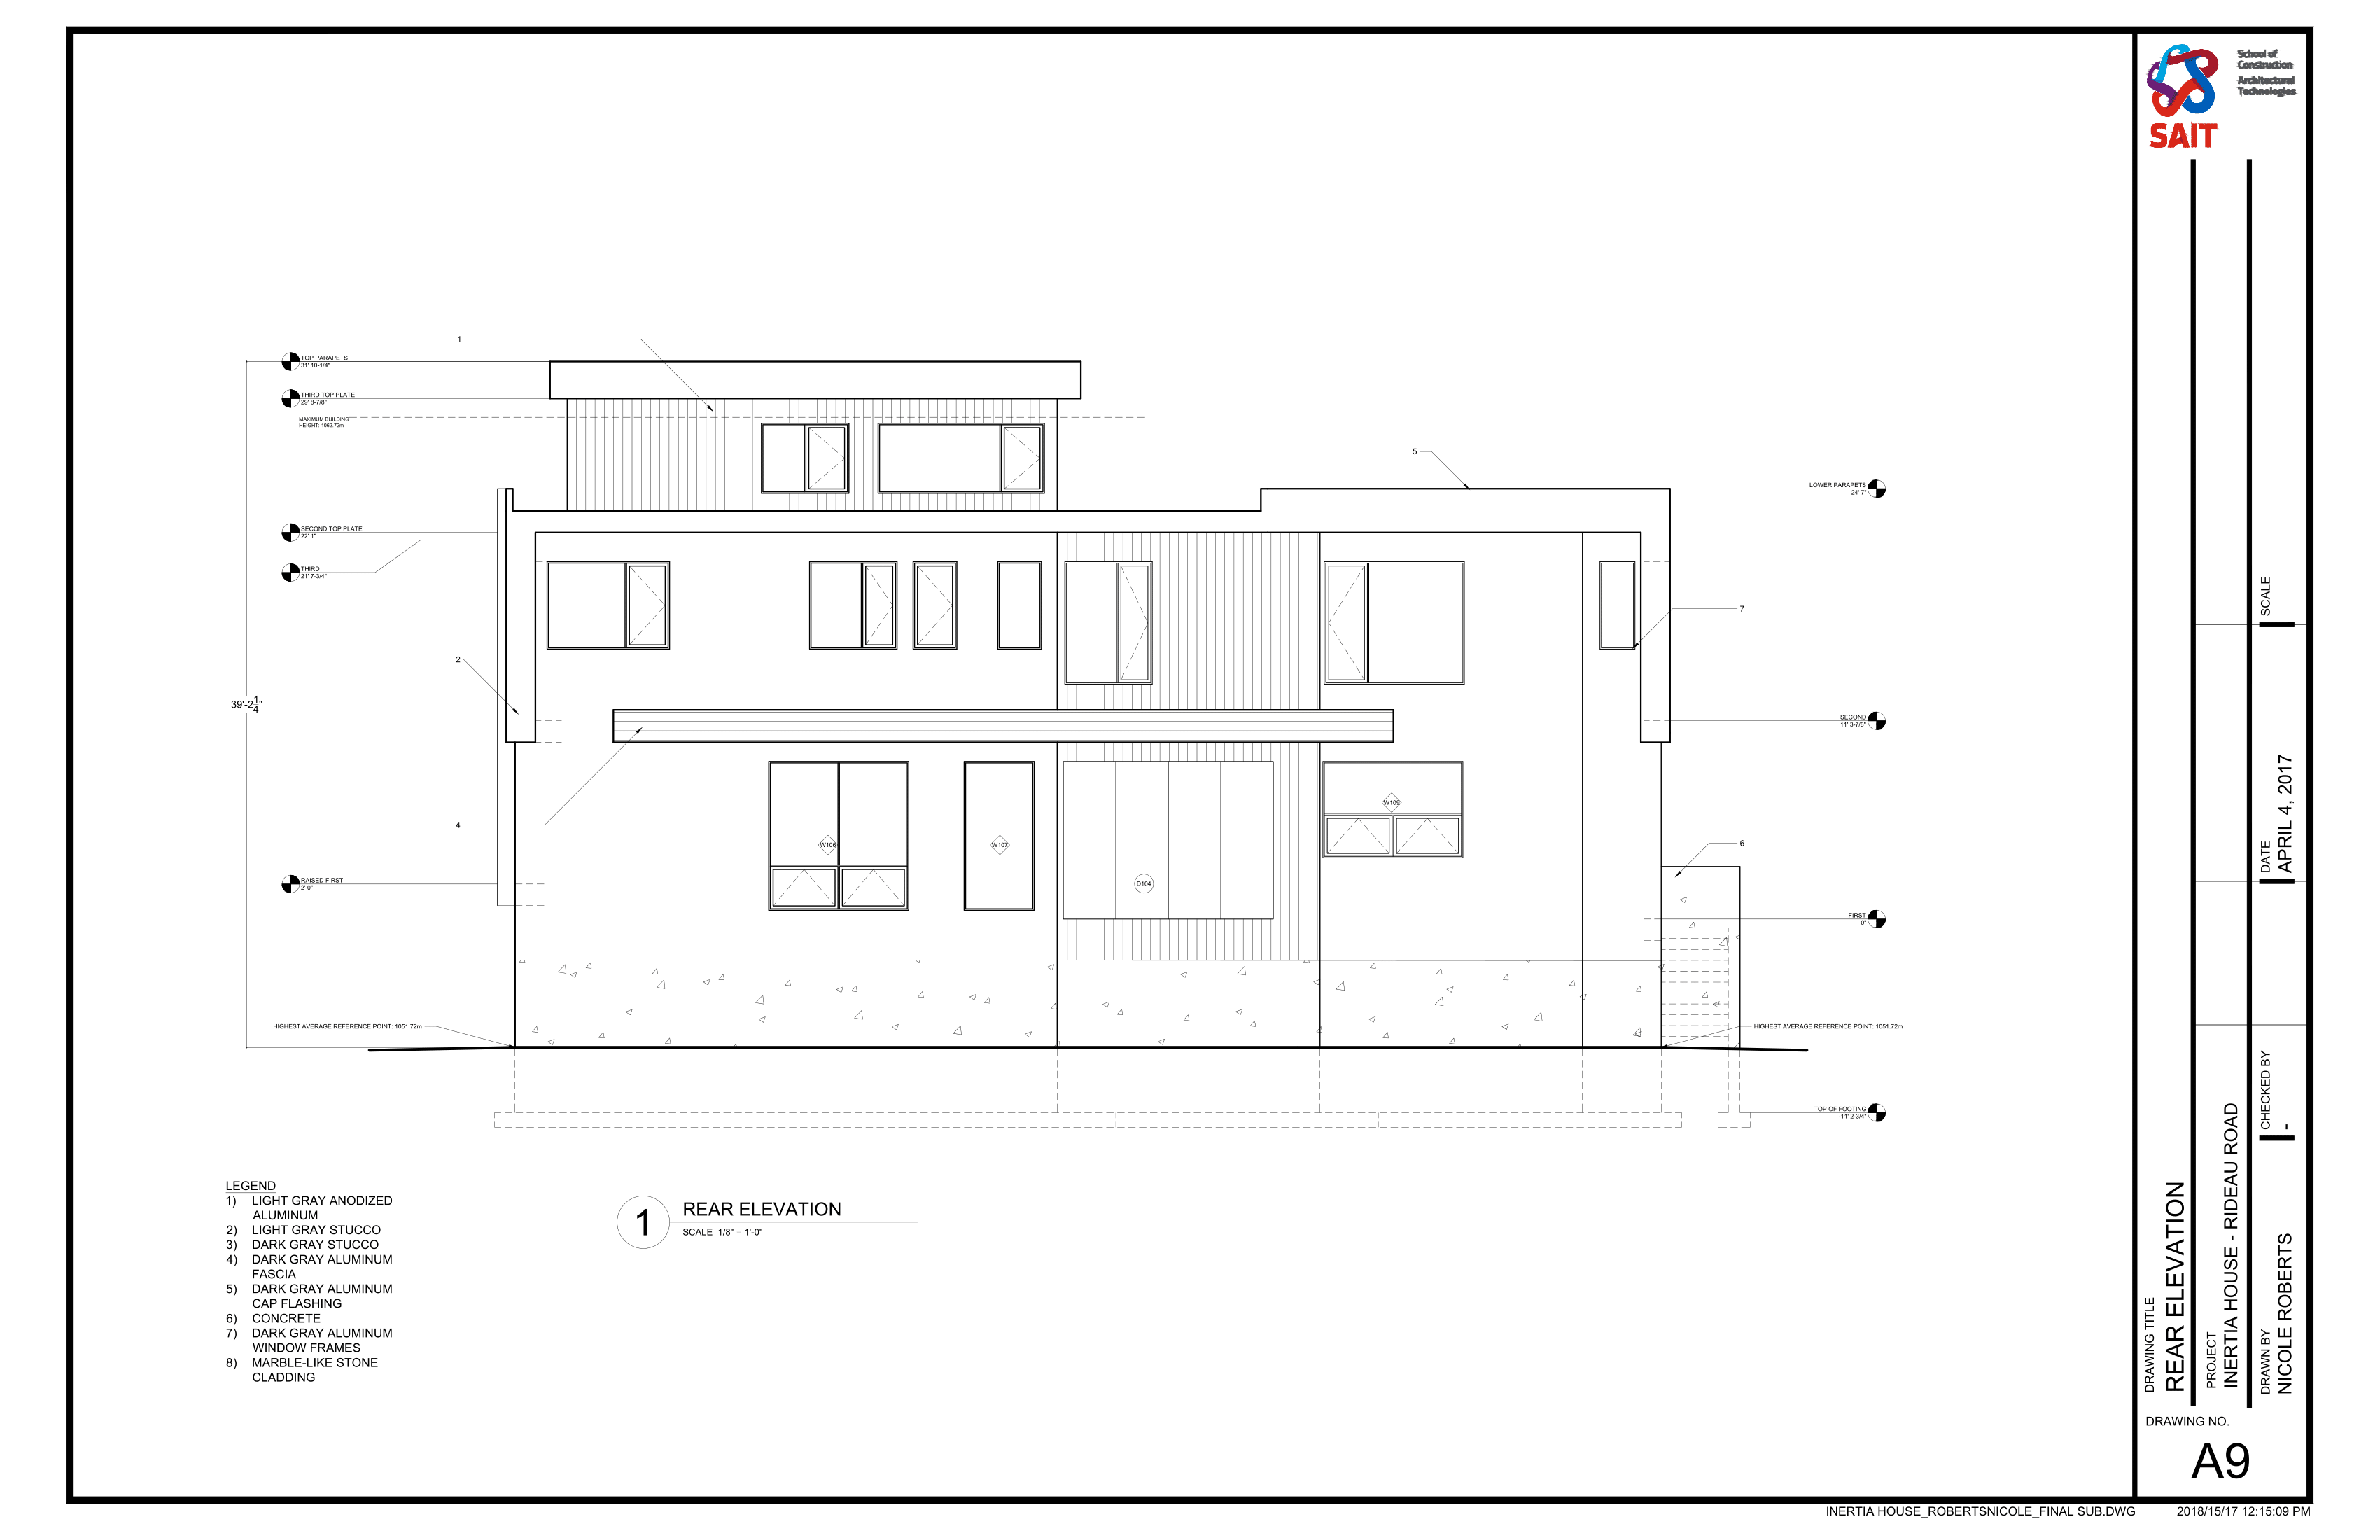 School of
Construction
Architectural
Technologies
SAIT
1
TOP PARAPETS
31' 10-1/4"
THIRD TOP PLATE
29' 8-7/8"
MAXIMUM BUILDING
HEIGHT: 1062.72m
5
LOWER PARAPETS
24' 7"
SECOND TOP PLATE
22' 1"
THIRD
21' 7-3/4"
7
2
39'-2 1/4"
SECOND
11' 3-7/8"
W109
4
W106
W107
6
RAISED FIRST
2' 0"
D104
FIRST
0"
HIGHEST AVERAGE REFERENCE POINT: 1051.72m
HIGHEST AVERAGE REFERENCE POINT: 1051.72m
TOP OF FOOTING
-11' 2-3/4"
LEGEND
1) LIGHT GRAY ANODIZED
ALUMINUM
2) LIGHT GRAY STUCCO
3) DARK GRAY STUCCO
4) DARK GRAY ALUMINUM
FASCIA
5) DARK GRAY ALUMINUM
CAP FLASHING
6) CONCRETE
7) DARK GRAY ALUMINUM
WINDOW FRAMES
8) MARBLE-LIKE STONE
CLADDING
1
REAR ELEVATION
SCALE 1/8" = 1'-0"
DRAWING TITLE
REAR ELEVATION
PROJECT
INERTIA HOUSE - RIDEAU ROAD
DRAWN BY
NICOLE ROBERTS
CHECKED BY
-
DATE
APRIL 4, 2017
SCALE
DRAWING NO.
A9
INERTIA HOUSE_ROBERTSNICOLE_FINAL SUB.DWG
2018/15/17 12:15:09 PM